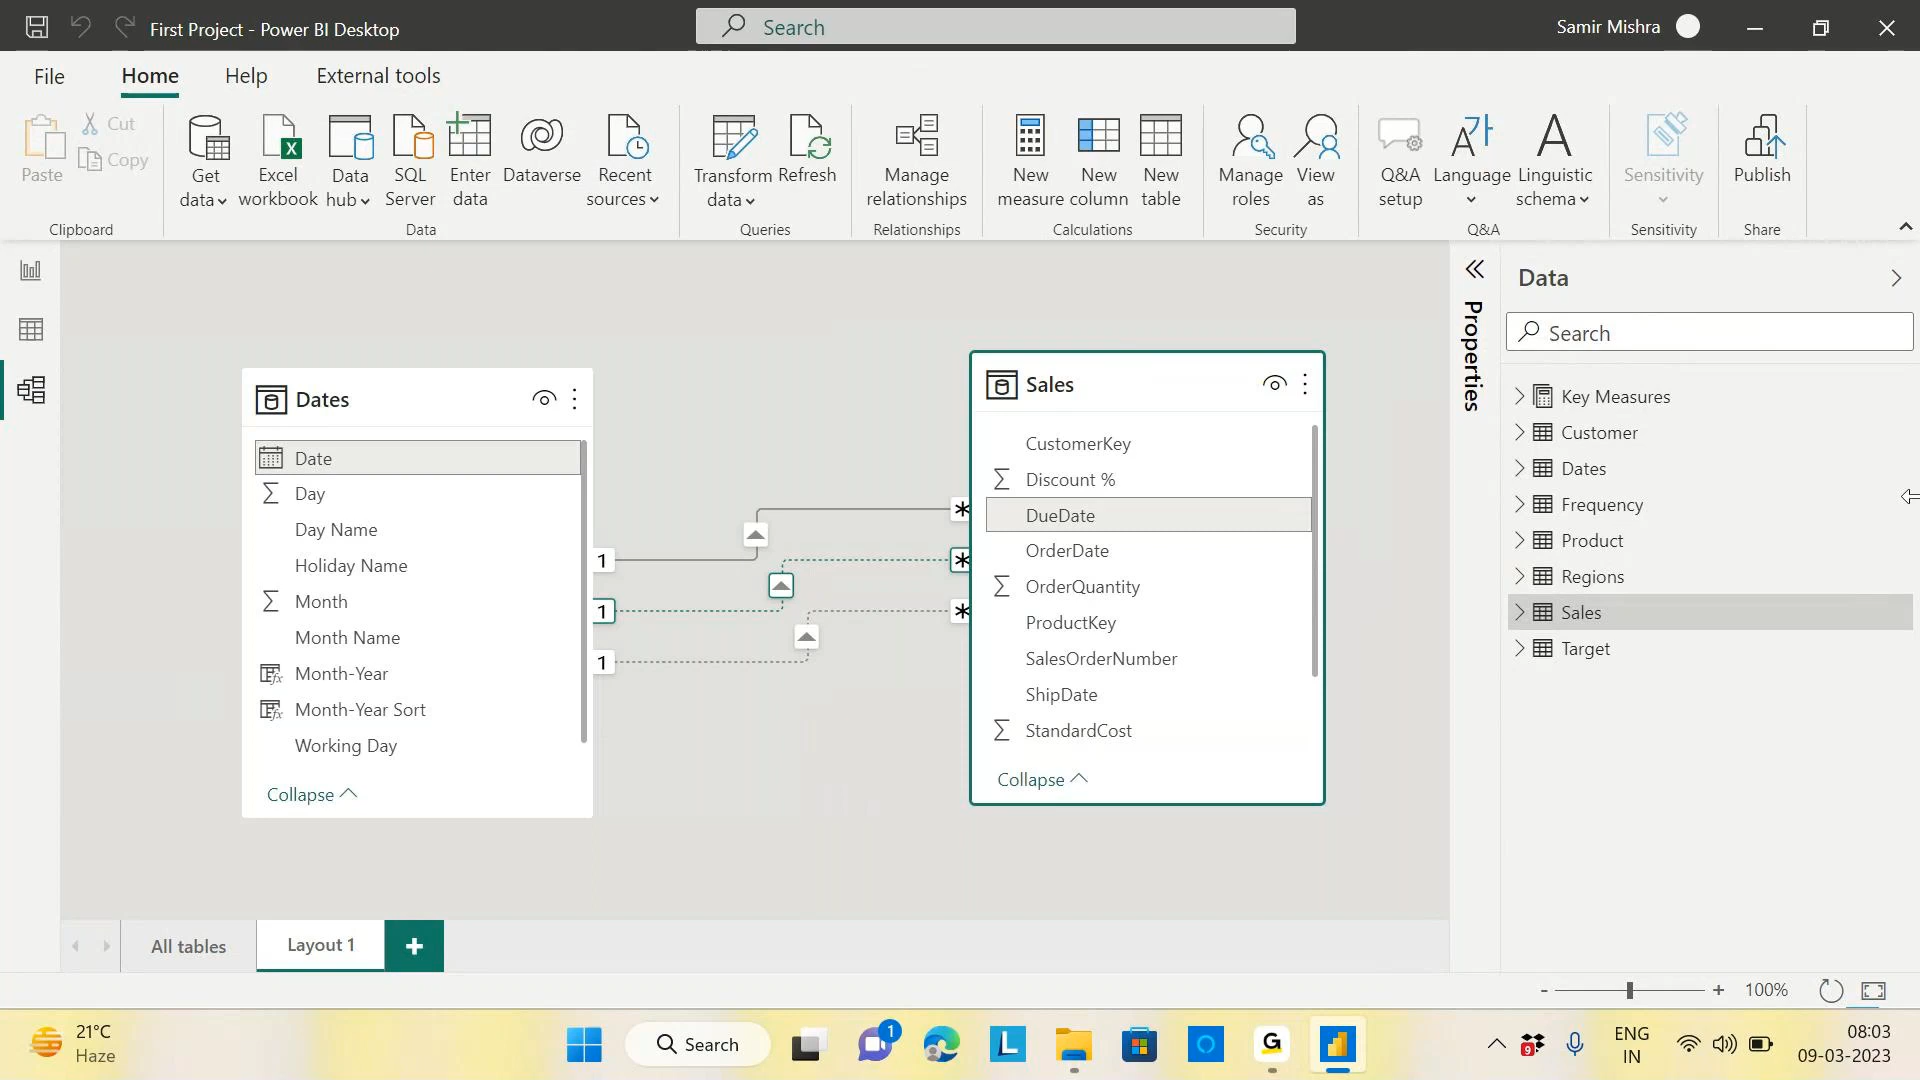 First Project - Power BI Desktop
Search
Samir Mishra
File
Home
Help
External tools
Paste
Cut
Copy
Clipboard
Get data
Excel workbook
Data hub
SQL Server
Enter data
Dataverse
Recent sources
Data
Transform data
Refresh
Queries
Manage relationships
Relationships
New measure
New column
New table
Calculations
Manage roles
View as
Security
Q&A setup
Language
Linguistic schema
Q&A
Sensitivity
Sensitivity
Publish
Share
Dates
Date
Day
Day Name
Holiday Name
Month
Month Name
Month-Year
Month-Year Sort
Working Day
Collapse
1
1
1
*
*
*
Sales
CustomerKey
Discount %
DueDate
OrderDate
OrderQuantity
ProductKey
SalesOrderNumber
ShipDate
StandardCost
Collapse
Properties
Data
Search
Key Measures
Customer
Dates
Frequency
Product
Regions
Sales
Target
All tables
Layout 1
+
- + 100%
21°C
Haze
Search
1
9
ENG
IN
08:03
09-03-2023